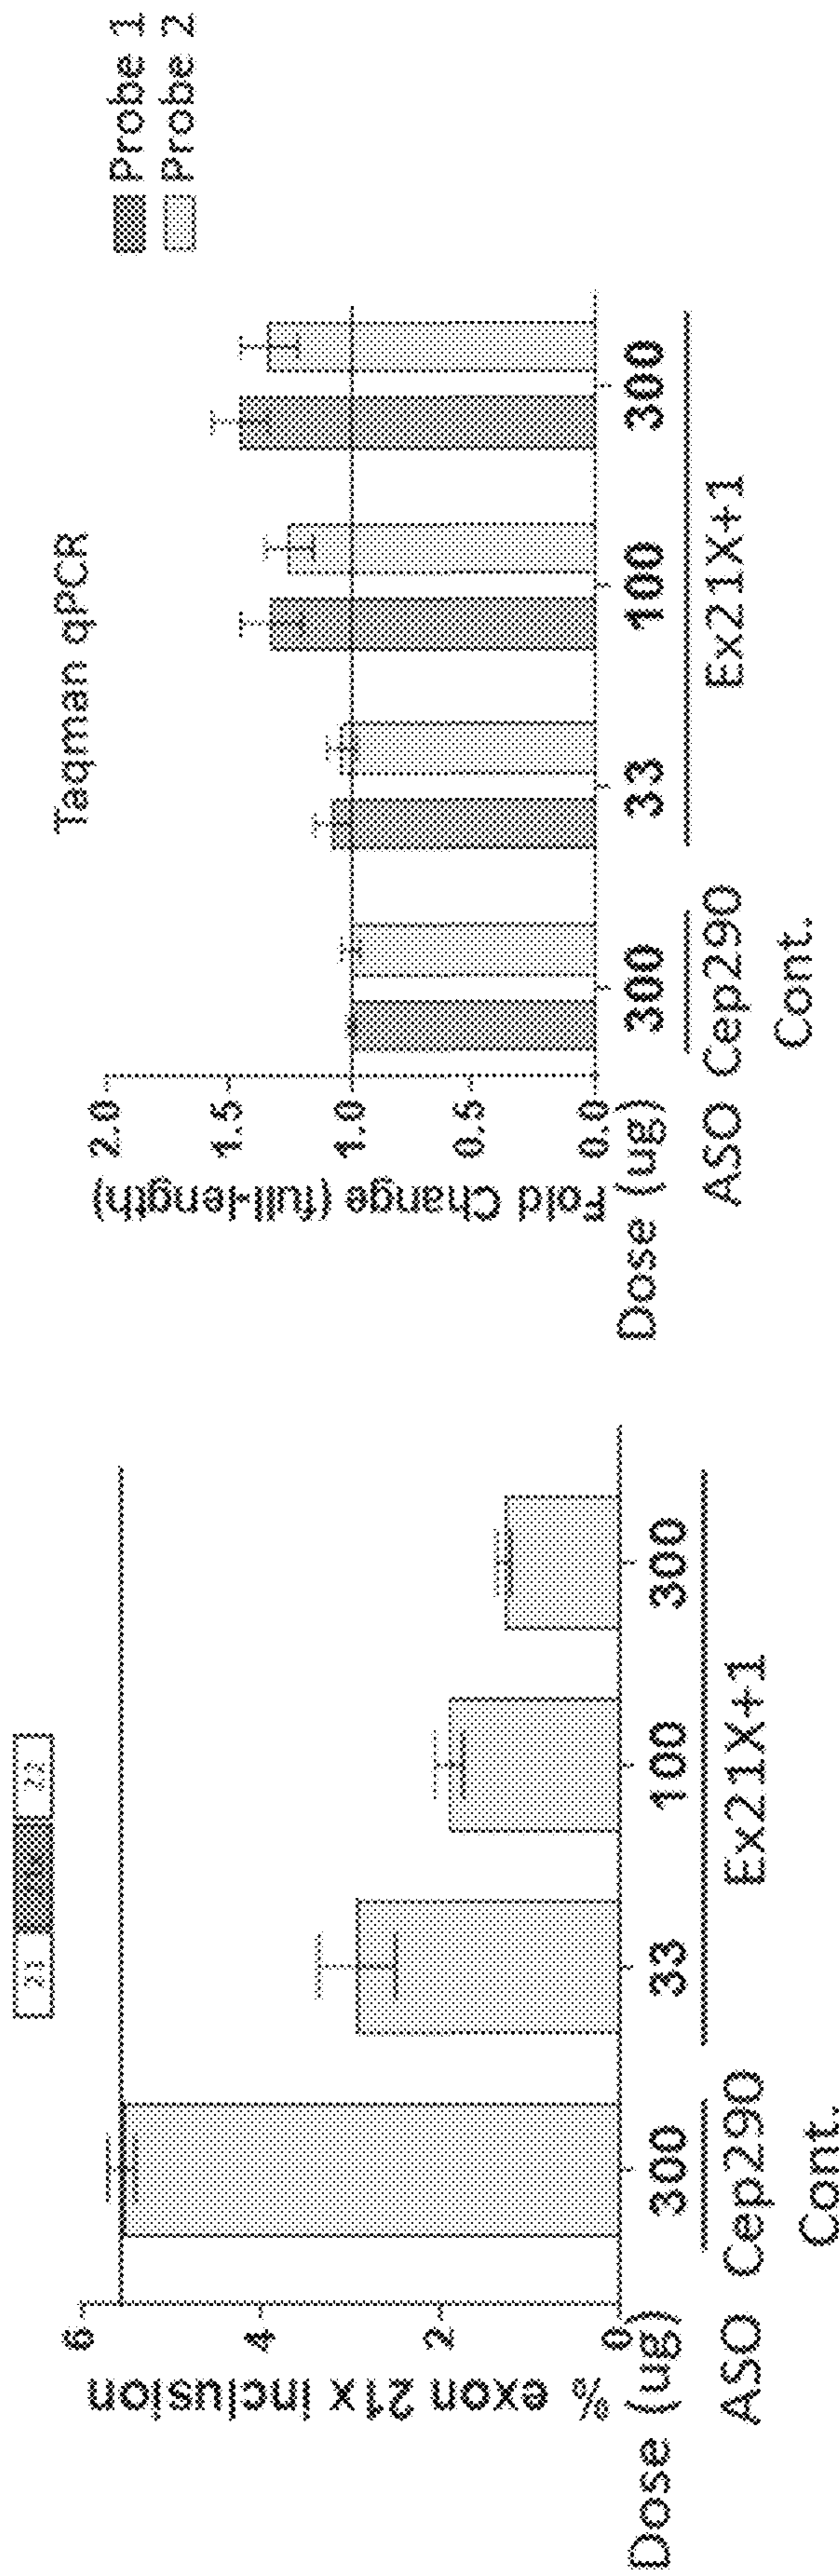 21 22
% exon 21x inclusion
6
4
2
0
Dose (ug) 300 33 100 300
ASO Cep290 Ex21X+1
Cont.
Taqman qPCR
Probe 1
Probe 2
Fold Change (full-length)
2.0
1.5
1.0
0.5
0.0
Dose (ug) 300 33 100 300
ASO Cep290 Ex21X+1
Cont.